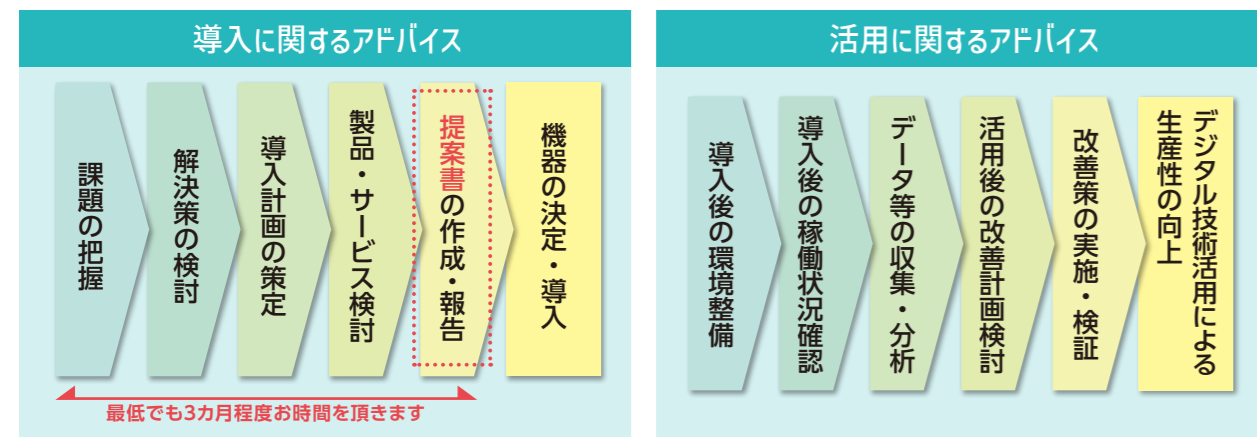 導入に関するアドバイス
課題の把握
解決策の検討
導入計画の策定
製品・サービス検討
提案書の作成・報告
機器の決定・導入
最低でも3カ月程度お時間を頂きます
活用に関するアドバイス
導入後の環境整備
導入後の稼働状況確認
データ等の収集・分析
活用後の改善計画検討
改善策の実施・検証
デジタル技術活用による
生産性の向上